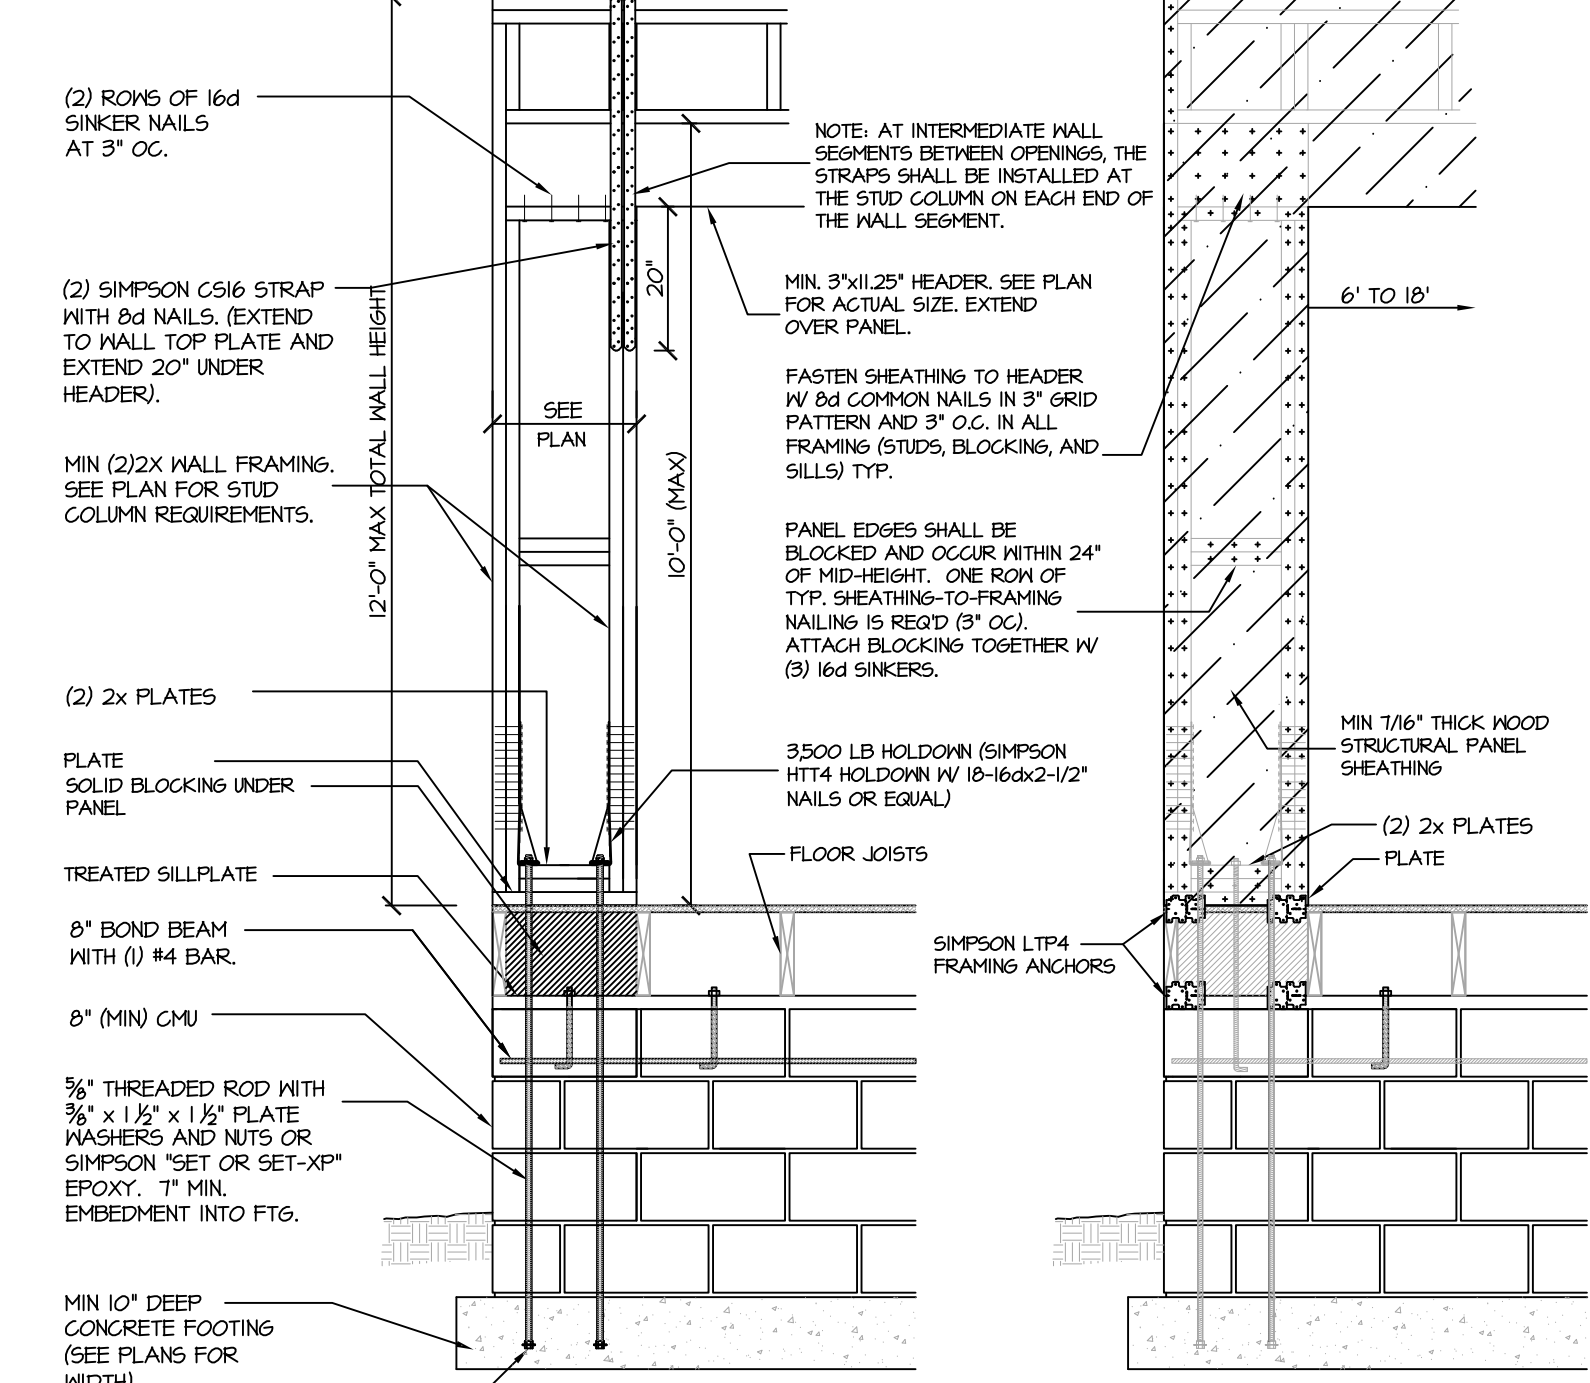 (2) ROWS OF 16d
SINKER NAILS
AT 3" OC.
(2) SIMPSON CS16 STRAP
WITH 8d NAILS. (EXTEND
TO WALL TOP PLATE AND
EXTEND 20" UNDER
HEADER).
MIN (2)2X WALL FRAMING.
SEE PLAN FOR STUD
COLUMN REQUIREMENTS.
12'-0" MAX TOTAL WALL HEIGHT
(2) 2x PLATES
PLATE
SOLID BLOCKING UNDER
PANEL
TREATED SILLPLATE
8" BOND BEAM
WITH (1) #4 BAR.
8" (MIN) CMU
5/8" THREADED ROD WITH
3/8" x 1 1/2" x 1 1/2" PLATE
WASHERS AND NUTS OR
SIMPSON "SET OR SET-XP"
EPOXY. 7" MIN.
EMBEDMENT INTO FTG.
MIN 10" DEEP
CONCRETE FOOTING
(SEE PLANS FOR
WIDTH)
SEE
PLAN
20"
10'-0" (MAX)
NOTE: AT INTERMEDIATE WALL
SEGMENTS BETWEEN OPENINGS, THE
STRAPS SHALL BE INSTALLED AT
THE STUD COLUMN ON EACH END OF
THE WALL SEGMENT.
MIN. 3"x11.25" HEADER. SEE PLAN
FOR ACTUAL SIZE. EXTEND
OVER PANEL.
FASTEN SHEATHING TO HEADER
W/ 8d COMMON NAILS IN 3" GRID
PATTERN AND 3" O.C. IN ALL
FRAMING (STUDS, BLOCKING, AND
SILLS) TYP.
PANEL EDGES SHALL BE
BLOCKED AND OCCUR WITHIN 24"
OF MID-HEIGHT. ONE ROW OF
TYP. SHEATHING-TO-FRAMING
NAILING IS REQ'D (3" OC).
ATTACH BLOCKING TOGETHER W/
(3) 16d SINKERS.
3,500 LB HOLDOWN (SIMPSON
HTT4 HOLDOWN W/ 18-16dx2-1/2"
NAILS OR EQUAL)
FLOOR JOISTS
SIMPSON LTP4
FRAMING ANCHORS
6' TO 18'
MIN 7/16" THICK WOOD
STRUCTURAL PANEL
SHEATHING
(2) 2x PLATES
PLATE